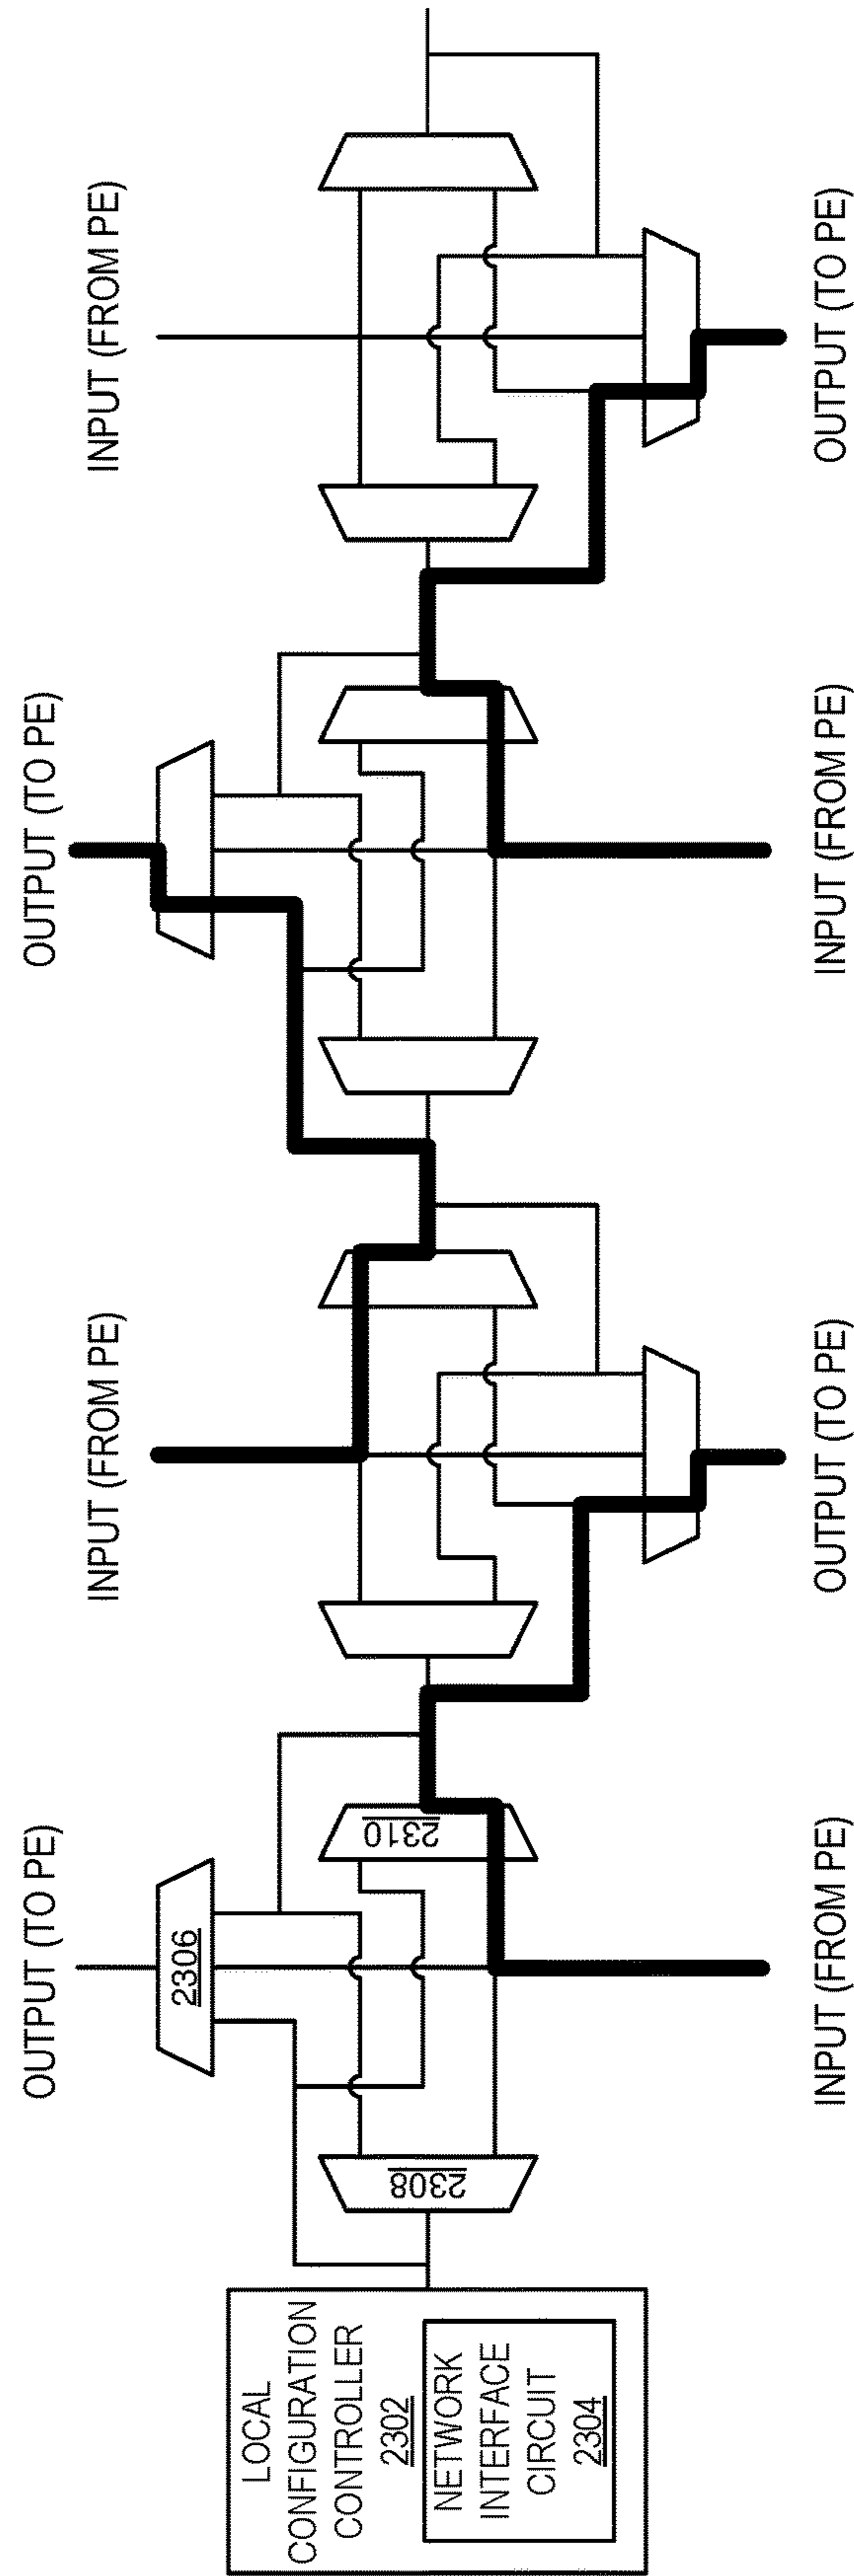 OUTPUT (TO PE)
INPUT (FROM PE)
OUTPUT (TO PE)
INPUT (FROM PE)
LOCAL
CONFIGURATION
CONTROLLER
2302
NETWORK
INTERFACE
CIRCUIT
2304
2306
2308
2310
INPUT (FROM PE)
OUTPUT (TO PE)
INPUT (FROM PE)
OUTPUT (TO PE)